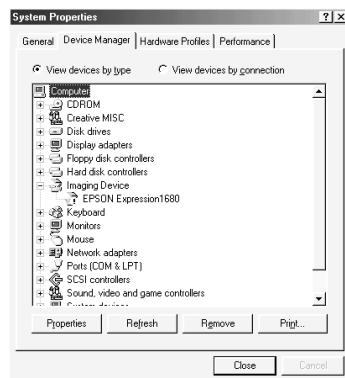 System Properties
General Device Manager Hardware Profiles Performance
View devices by type View devices by connection
Computer
CDROM
Creative MISC
Disk drives
Display adapters
Floppy disk controllers
Hard disk controllers
Imaging Device
EPSON Expression1680
Keyboard
Monitors
Mouse
Network adapters
Ports (COM & LPT)
SCSI controllers
Sound, video and game controllers
System devices
Properties Refresh Remove Print...
Close Cancel